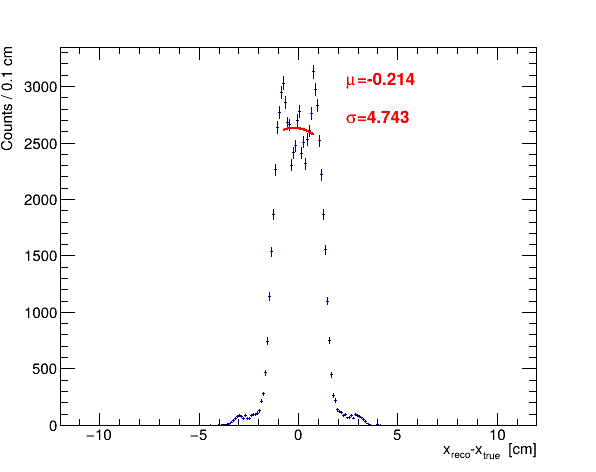 Counts / 0.1 cm
3000
2500
2000
1500
1000
500
0
μ=-0.214
σ=4.743
−10 −5 0 5 10
x_reco-x_true [cm]